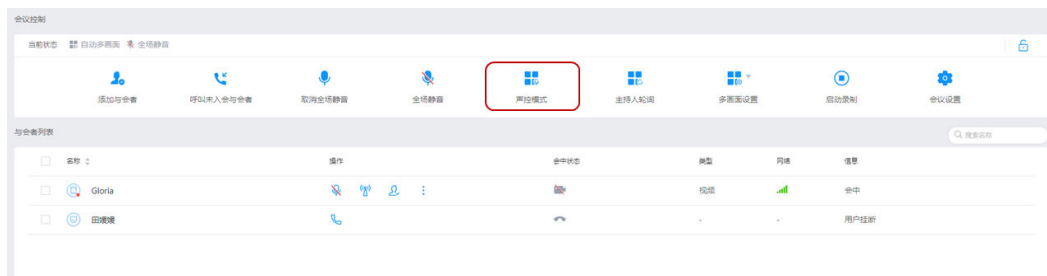 会议控制
当前状态 自动多画面 全场静音
添加与会者 呼叫未入会与会者 取消全场静音 全场静音 声控模式 主持人轮询 多画面设置 启动录制 会议设置
与会者列表
搜索名称
名称 操作 会中状态 类型 网络 信息
Gloria 视频 会中
田媛媛 - - 用户挂断